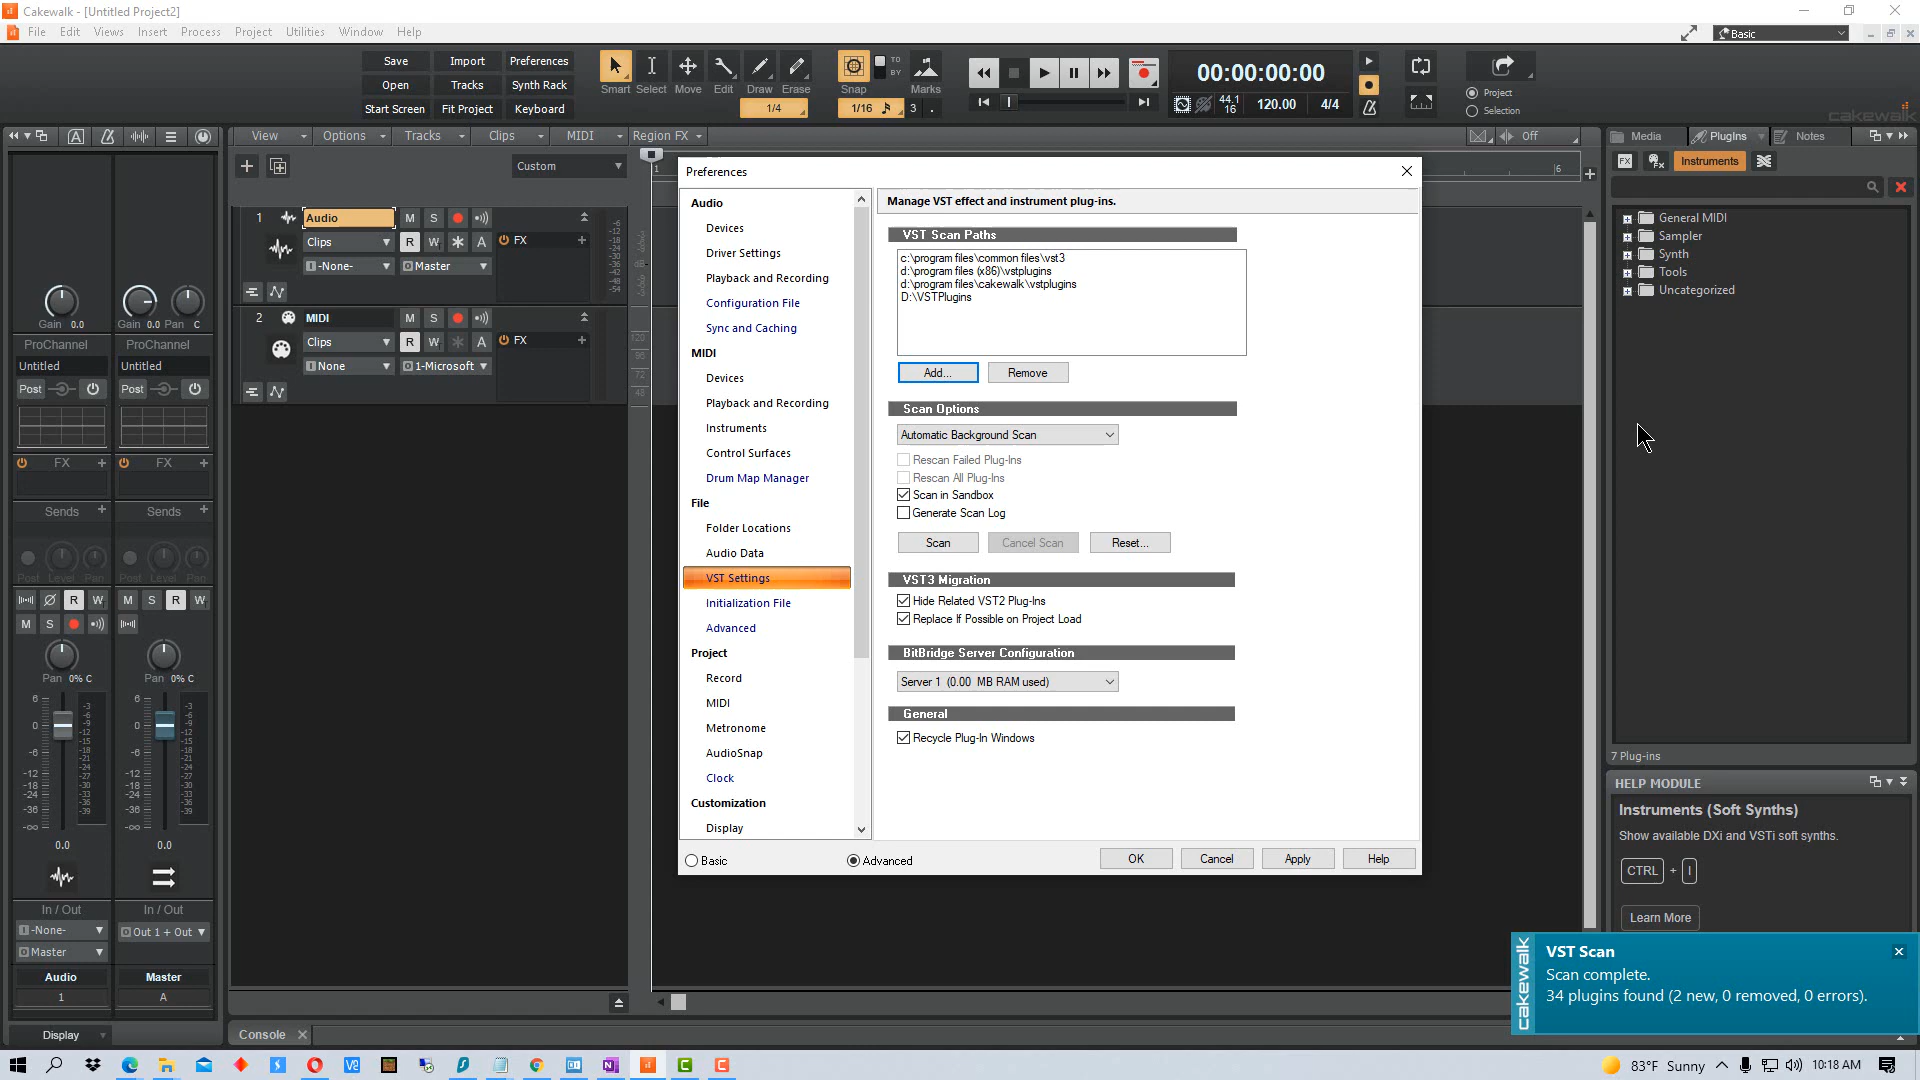 Cakewalk - [Untitled Project2]
File Edit Views Insert Process Project Utilities Window Help
Basic
Save Import Preferences
Open Tracks Synth Rack
Start Screen Fit Project Keyboard
Smart Select Move Edit Draw Erase Snap Marks
TO
BY
1/4
1/16
3
00:00:00:00
44.1
16
120.00
4/4
Project
Selection
cakewalk
View Options Tracks Clips MIDI Region FX
Off
Custom
1
6
Gain 0.0
Gain 0.0 Pan C
ProChannel
ProChannel
Untitled
Untitled
Post
Post
FX
FX
Sends
Sends
Post Level Pan
Post Level Pan
R W
M S R W
M S
Pan 0% C
Pan 0% C
0.0
0.0
In / Out
In / Out
-None-
Out 1 + Out
Master
Audio
Master
1
A
Display
1 Audio M S
Clips R W A FX
-None- Master
2 MIDI M S
Clips R W A FX
None 1-Microsoft
Console
Preferences
Audio
Devices
Driver Settings
Playback and Recording
Configuration File
Sync and Caching
MIDI
Devices
Playback and Recording
Instruments
Control Surfaces
Drum Map Manager
File
Folder Locations
Audio Data
VST Settings
Initialization File
Advanced
Project
Record
MIDI
Metronome
AudioSnap
Clock
Customization
Display
Basic
Advanced
Manage VST effect and instrument plug-ins.
VST Scan Paths
c:\program files\common files\vst3
d:\program files (x86)\vstplugins
d:\program files\cakewalk\vstplugins
D:\VSTPlugins
Add...
Remove
Scan Options
Automatic Background Scan
Rescan Failed Plug-Ins
Rescan All Plug-Ins
Scan in Sandbox
Generate Scan Log
Scan
Cancel Scan
Reset...
VST3 Migration
Hide Related VST2 Plug-Ins
Replace If Possible on Project Load
BitBridge Server Configuration
Server 1 (0.00 MB RAM used)
General
Recycle Plug-In Windows
OK
Cancel
Apply
Help
Media
PlugIns
Notes
FX
Instruments
General MIDI
Sampler
Synth
Tools
Uncategorized
7 Plug-ins
HELP MODULE
Instruments (Soft Synths)
Show available DXi and VSTi soft synths.
CTRL + I
Learn More
cakewalk
VST Scan
Scan complete.
34 plugins found (2 new, 0 removed, 0 errors).
83°F Sunny
10:18 AM